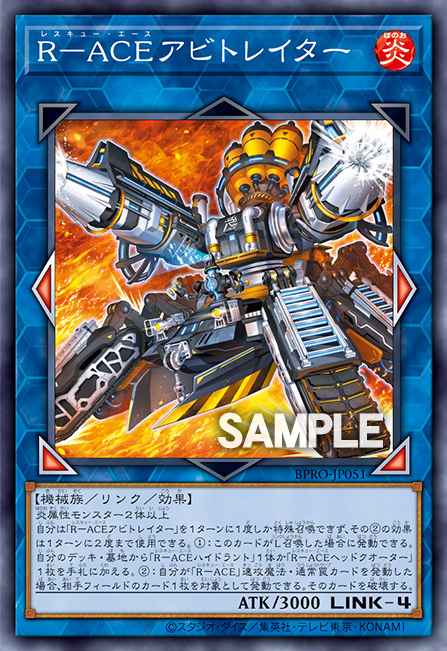 レスキュー・エース
R－ACEアビトレイター
ほのお
炎
SAMPLE
BPRO-JP051
【機械族／リンク／効果】
炎属性モンスター２体以上
自分は「R－ACEアビトレイター」を１ターンに１度しか特殊召喚できず、その②の効果
は１ターンに２度まで使用できる。①：このカードがL召喚した場合に発動できる。
自分のデッキ・墓地から「R－ACEハイドラント」１体か「R－ACEヘッドクオーター」
１枚を手札に加える。②：自分が「R－ACE」速攻魔法・通常罠カードを発動した
場合、相手フィールドのカード１枚を対象として発動できる。そのカードを破壊する。
ATK/3000 LINK-4
©スタジオ・ダイス/集英社・テレビ東京・KONAMI